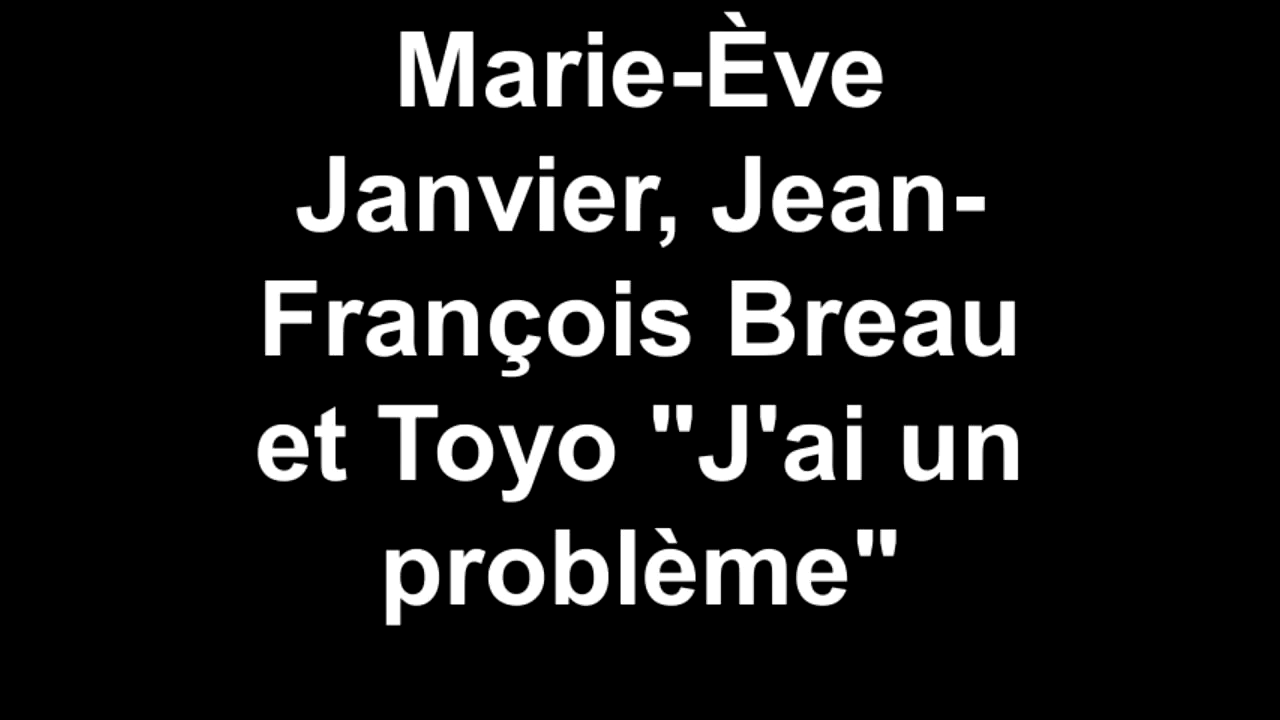 Marie-Ève
Janvier, Jean-
François Breau
et Toyo "J'ai un
problème"